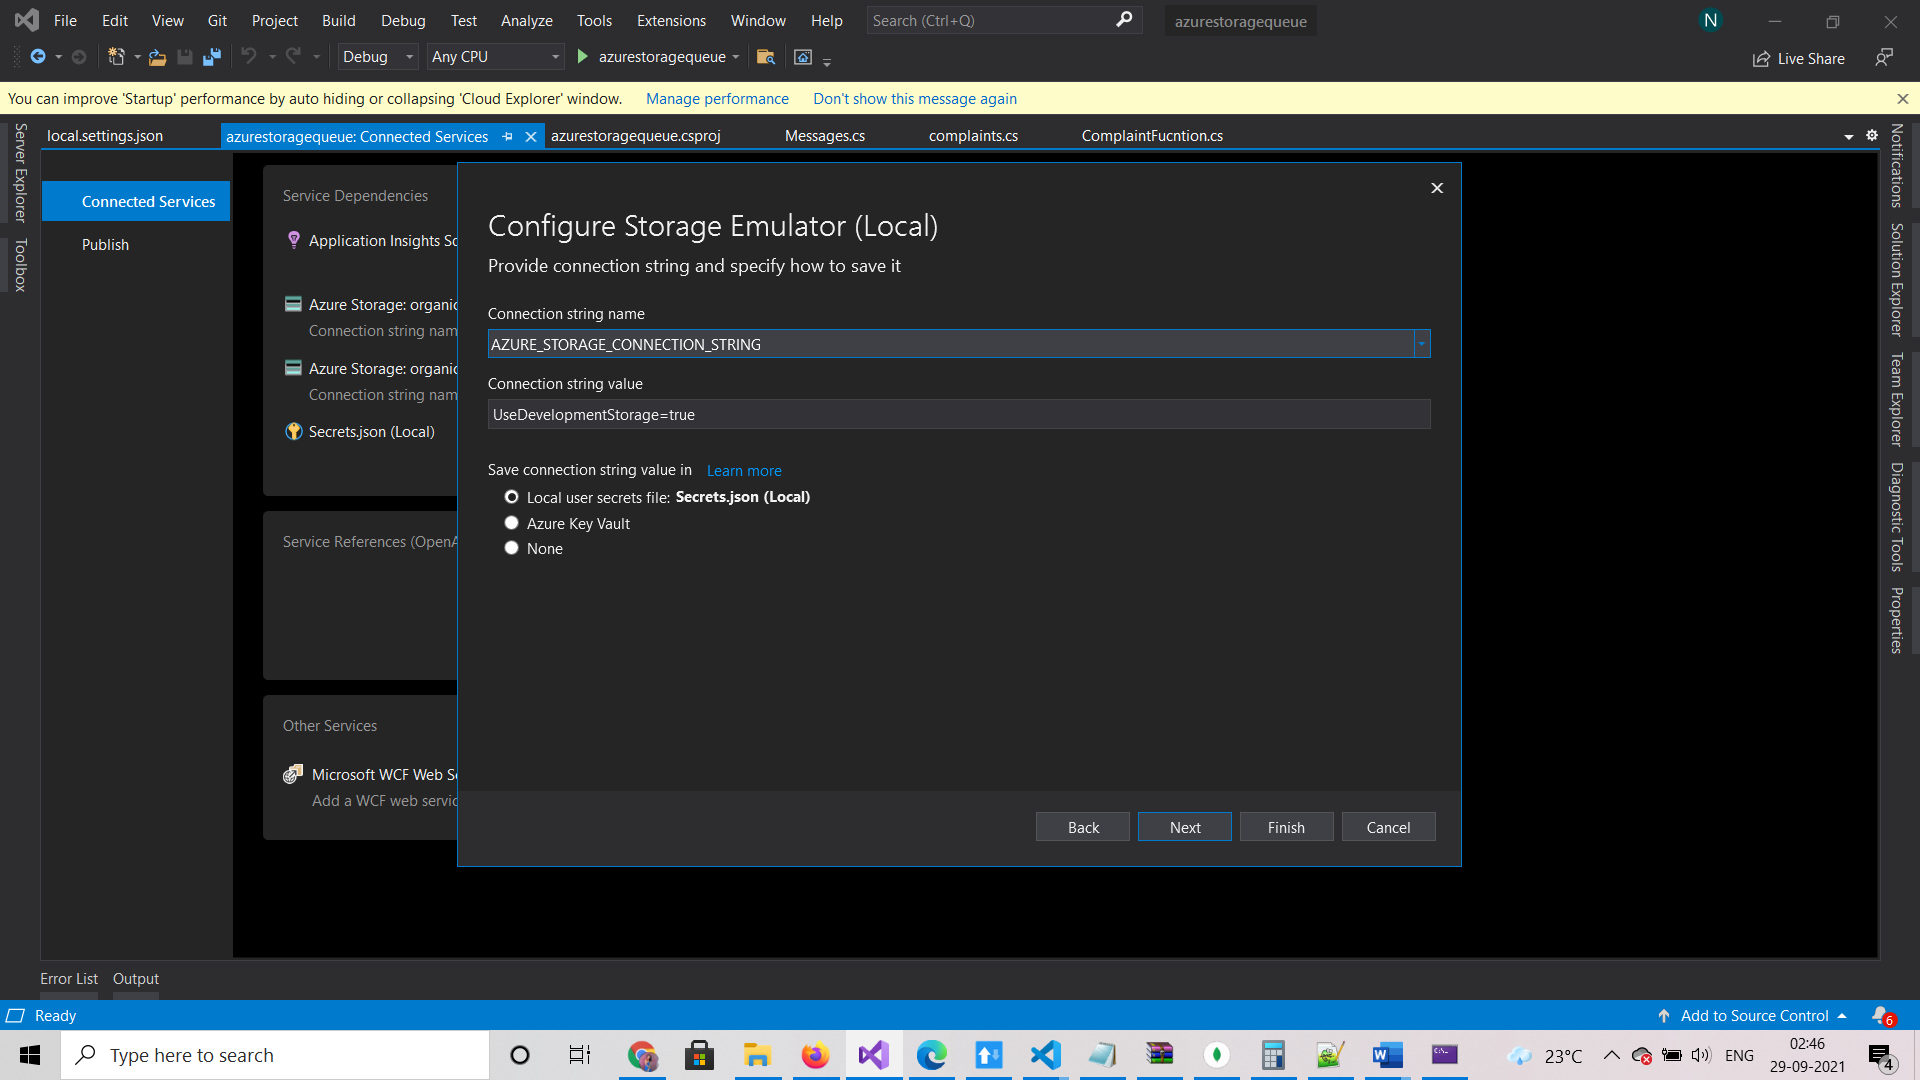 File Edit View Git Project Build Debug Test Analyze Tools Extensions Window Help Search (Ctrl+Q) azurestoragequeue N
Debug Any CPU azurestoragequeue Live Share
You can improve 'Startup' performance by auto hiding or collapsing 'Cloud Explorer' window. Manage performance Don't show this message again
local.settings.json azurestoragequeue: Connected Services azurestoragequeue.csproj Messages.cs complaints.cs ComplaintFucntion.cs
Server Explorer
Toolbox
Connected Services
Publish
Service Dependencies
Application Insights Sc
Azure Storage: organic
Connection string nam
Azure Storage: organic
Connection string nam
Secrets.json (Local)
Service References (OpenA
Other Services
Microsoft WCF Web Se
Add a WCF web servic
Configure Storage Emulator (Local)
Provide connection string and specify how to save it
Connection string name
AZURE_STORAGE_CONNECTION_STRING
Connection string value
UseDevelopmentStorage=true
Save connection string value in Learn more
Local user secrets file: Secrets.json (Local)
Azure Key Vault
None
Back Next Finish Cancel
Notifications
Solution Explorer
Team Explorer
Diagnostic Tools
Properties
Error List Output
Ready Add to Source Control 6
Type here to search 23°C ENG 02:46
29-09-2021 4